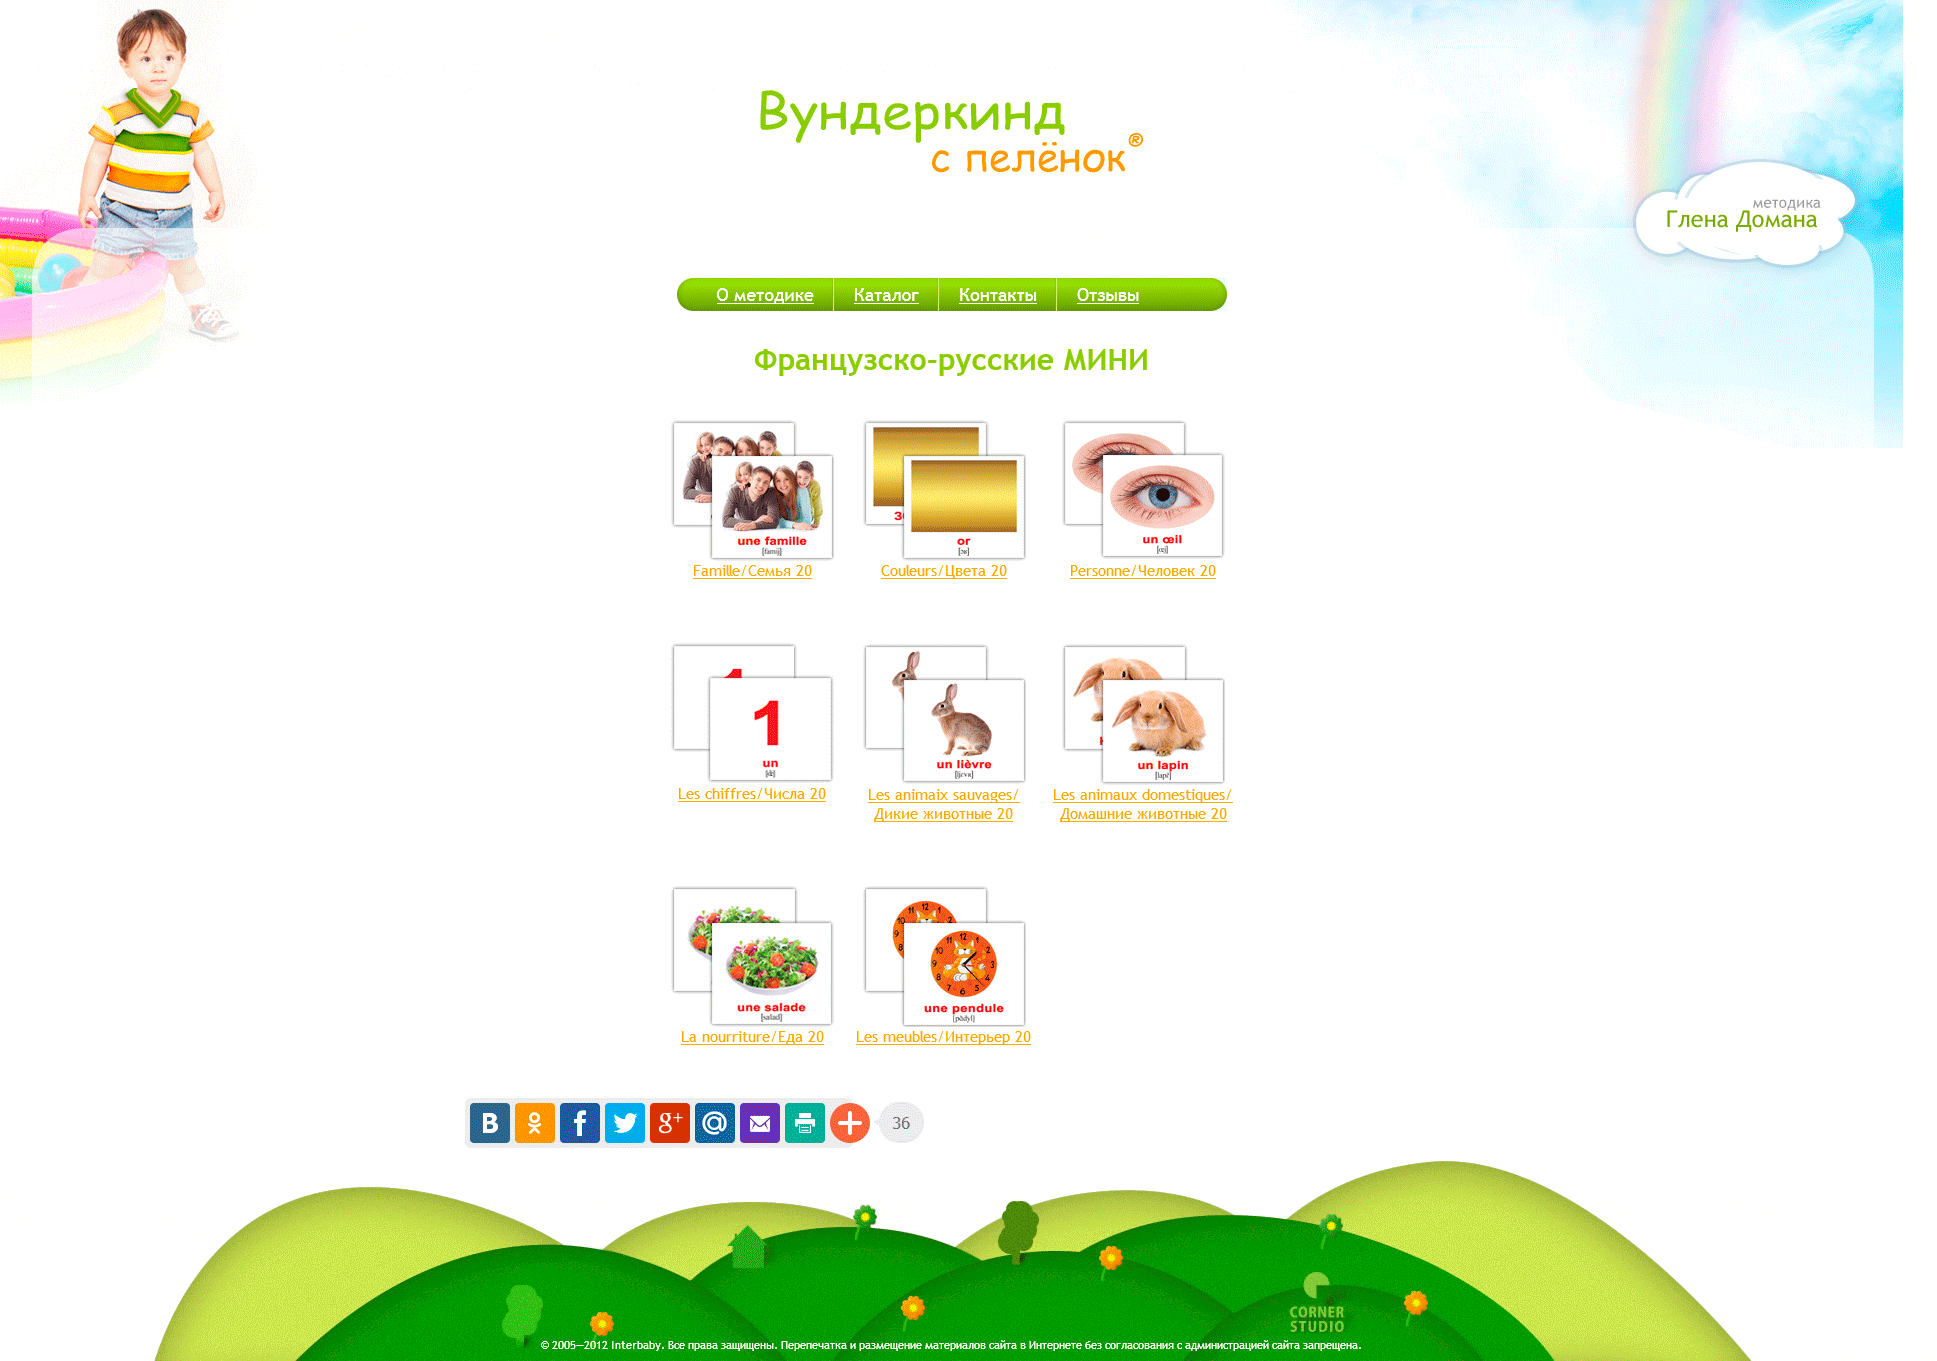 Вундеркинд
с пелёнок®
методика
Глена Домана
О методике Каталог Контакты Отзывы
Французско-русские МИНИ
une famille
[famij]
Famille/Семья 20
or
Couleurs/Цвета 20
un œil
[œj]
Personne/Человек 20
1
un
Les chiffres/Числа 20
un lièvre
[ljɛvʀ]
Les animaix sauvages/
Дикие животные 20
un lapin
Les animaux domestiques/
Домашние животные 20
une salade
[salad]
La nourriture/Еда 20
une pendule
Les meubles/Интерьер 20
36
CORNER
STUDIO
© 2005—2012 Interbaby. Все права защищены. Перепечатка и размещение материалов сайта в Интернете без согласования с администрацией сайта запрещена.